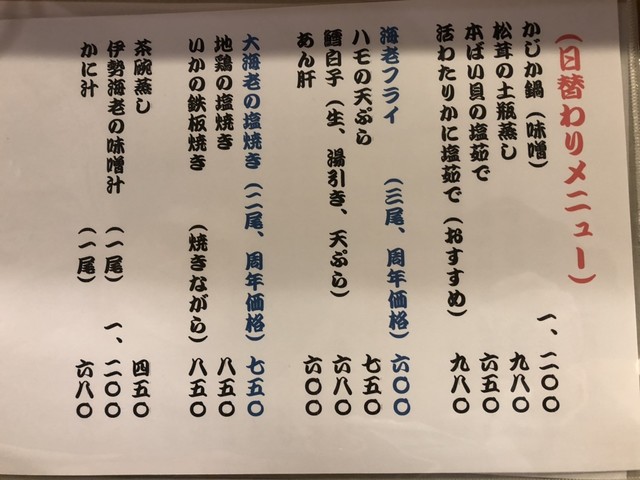 (日替わりメニュー)
かじか鍋(味噌) 一、二〇〇
松茸の土瓶蒸し 九八〇
本ばい貝の塩茹で 六五〇
活わたりかに塩茹で(おすすめ) 九八〇
海老フライ (三尾、周年価格) 六〇〇
ハモの天ぷら 七五〇
鱈白子(生、湯引き、天ぷら) 六八〇
あん肝 六〇〇
大海老の塩焼き(二尾、周年価格) 七五〇
地鶏の塩焼き 八五〇
いかの鉄板焼き (焼きながら) 八五〇
茶碗蒸し 四五〇
伊勢海老の味噌汁 (一尾) 一、二〇〇
かに汁 (一尾) 六八〇